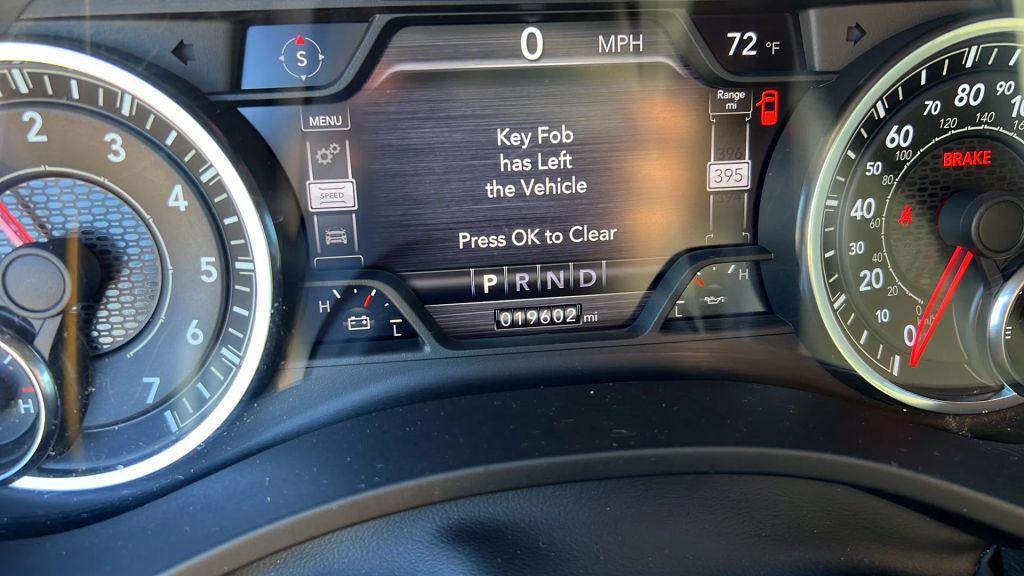 S
0 MPH
72 °F
MENU
Range
mi
Key Fob
has Left
the Vehicle
SPEED
396
395
394
Press OK to Clear
P R N D
H
L
H
L
019602 mi
2
3
4
5
6
7
H
0
10
20
30
40
50
60
70
80
90
20
40
60
80
100
120
140
BRAKE
E